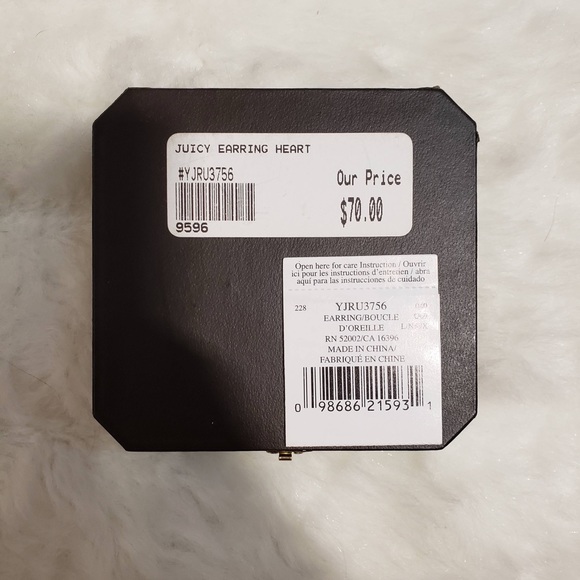 JUICY EARRING HEART
#YJRU3756
Our Price
$70.00
9596
Open here for care Instruction / Ouvrir
ici pour les instructions d'entretien / abra
aquí para las instrucciones de cuidado
228 YJRU3756
EARRING/BOUCLE
D'OREILLE
RN 52002/CA 16396
MADE IN CHINA/
FABRIQUÉ EN CHINE
0 98686 21593 1